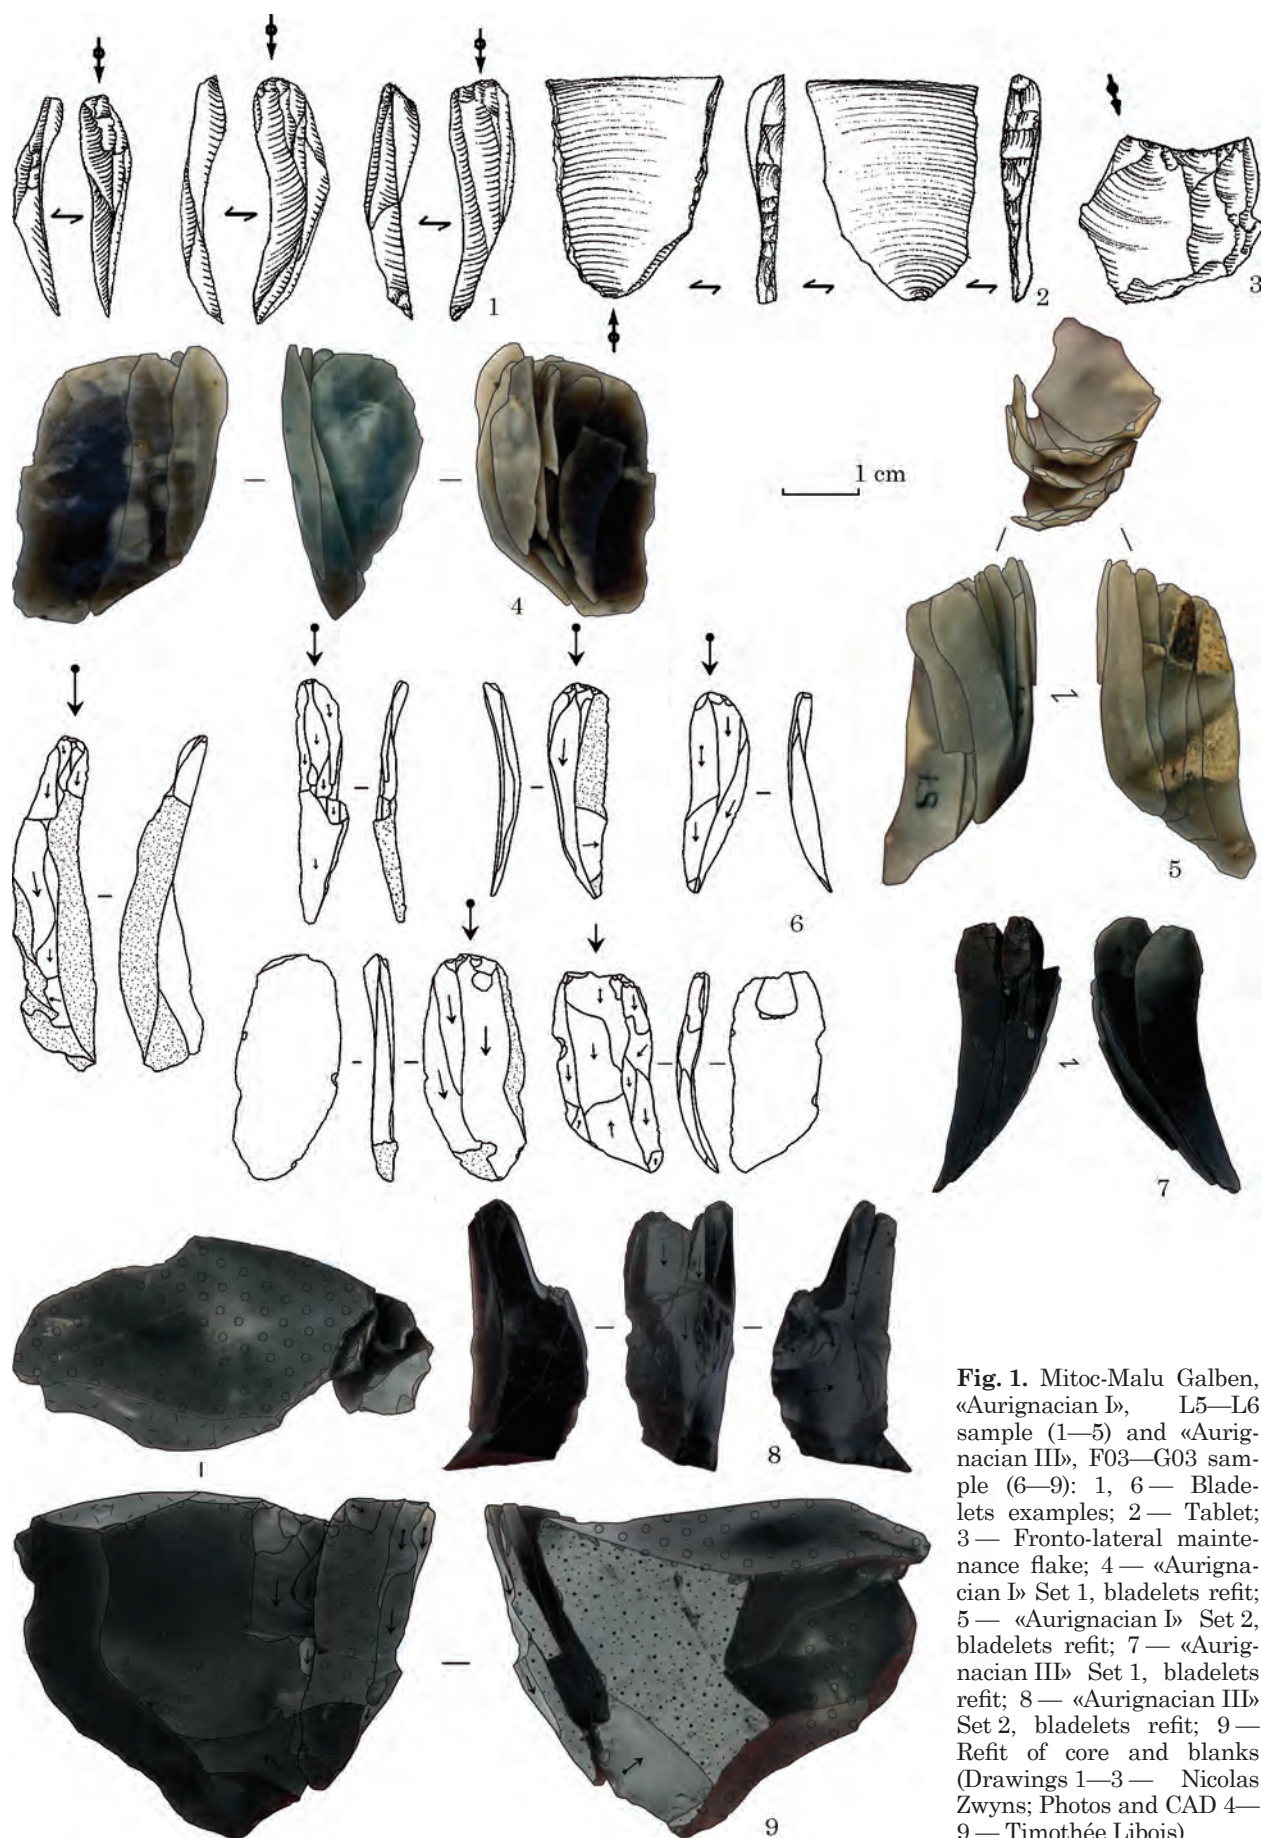 1
2
3
4
1 cm
5
6
7
8
9
Fig. 1. Mitoc-Malu Galben,
«Aurignacian I», L5—L6
sample (1—5) and «Aurig-
nacian III», F03—G03 sam-
ple (6—9): 1, 6 — Blade-
lets examples; 2 — Tablet;
3 — Fronto-lateral mainte-
nance flake; 4 — «Aurigna-
cian I» Set 1, bladelets refit;
5 — «Aurignacian I» Set 2,
bladelets refit; 7 — «Aurig-
nacian III» Set 1, bladelets
refit; 8 — «Aurignacian III»
Set 2, bladelets refit; 9 —
Refit of core and blanks
(Drawings 1—3 — Nicolas
Zwyns; Photos and CAD 4—
9 — Timothée Libois)